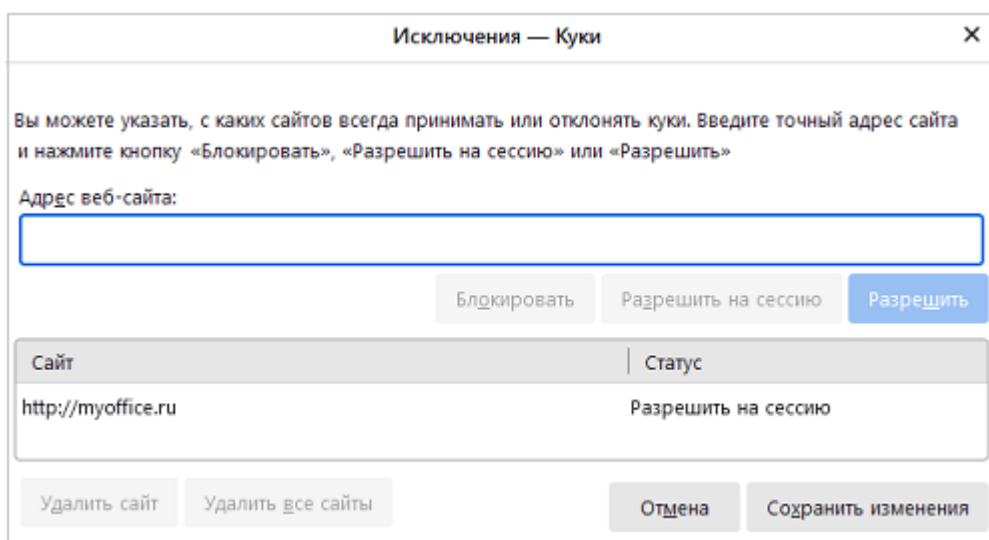 Исключения — Куки
Вы можете указать, с каких сайтов всегда принимать или отклонять куки. Введите точный адрес сайта
и нажмите кнопку «Блокировать», «Разрешить на сессию» или «Разрешить»
Адрес веб-сайта:
Блокировать Разрешить на сессию Разрешить
Сайт Статус
http://myoffice.ru Разрешить на сессию
Удалить сайт Удалить все сайты Отмена Сохранить изменения